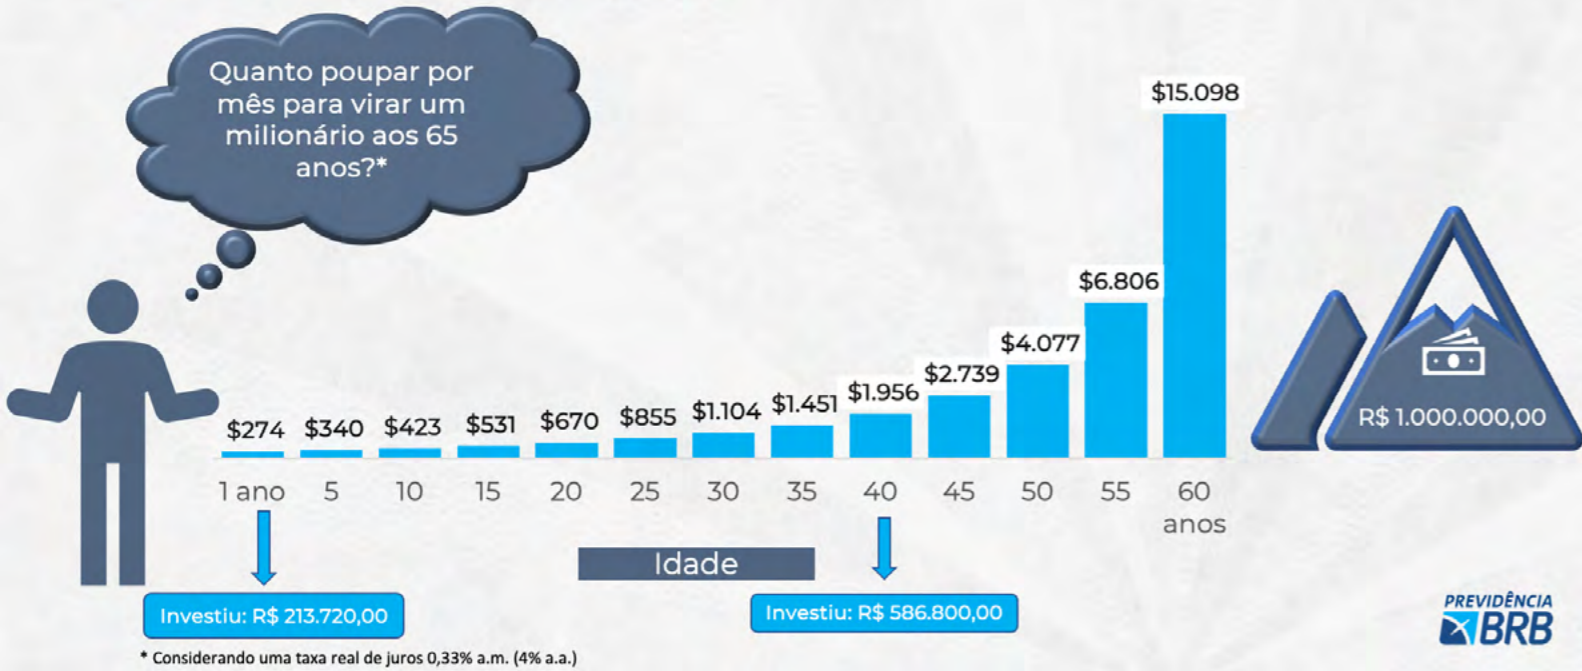 Quanto poupar por
mês para virar um
milionário aos 65
anos?*
$274
$340
$423
$531
$670
$855
$1.104
$1.451
$1.956
$2.739
$4.077
$6.806
$15.098
1 ano
5
10
15
20
25
30
35
40
45
50
55
60
anos
Idade
Investiu: R$ 213.720,00
Investiu: R$ 586.800,00
R$ 1.000.000,00
* Considerando uma taxa real de juros 0,33% a.m. (4% a.a.)
PREVIDÊNCIA
BRB